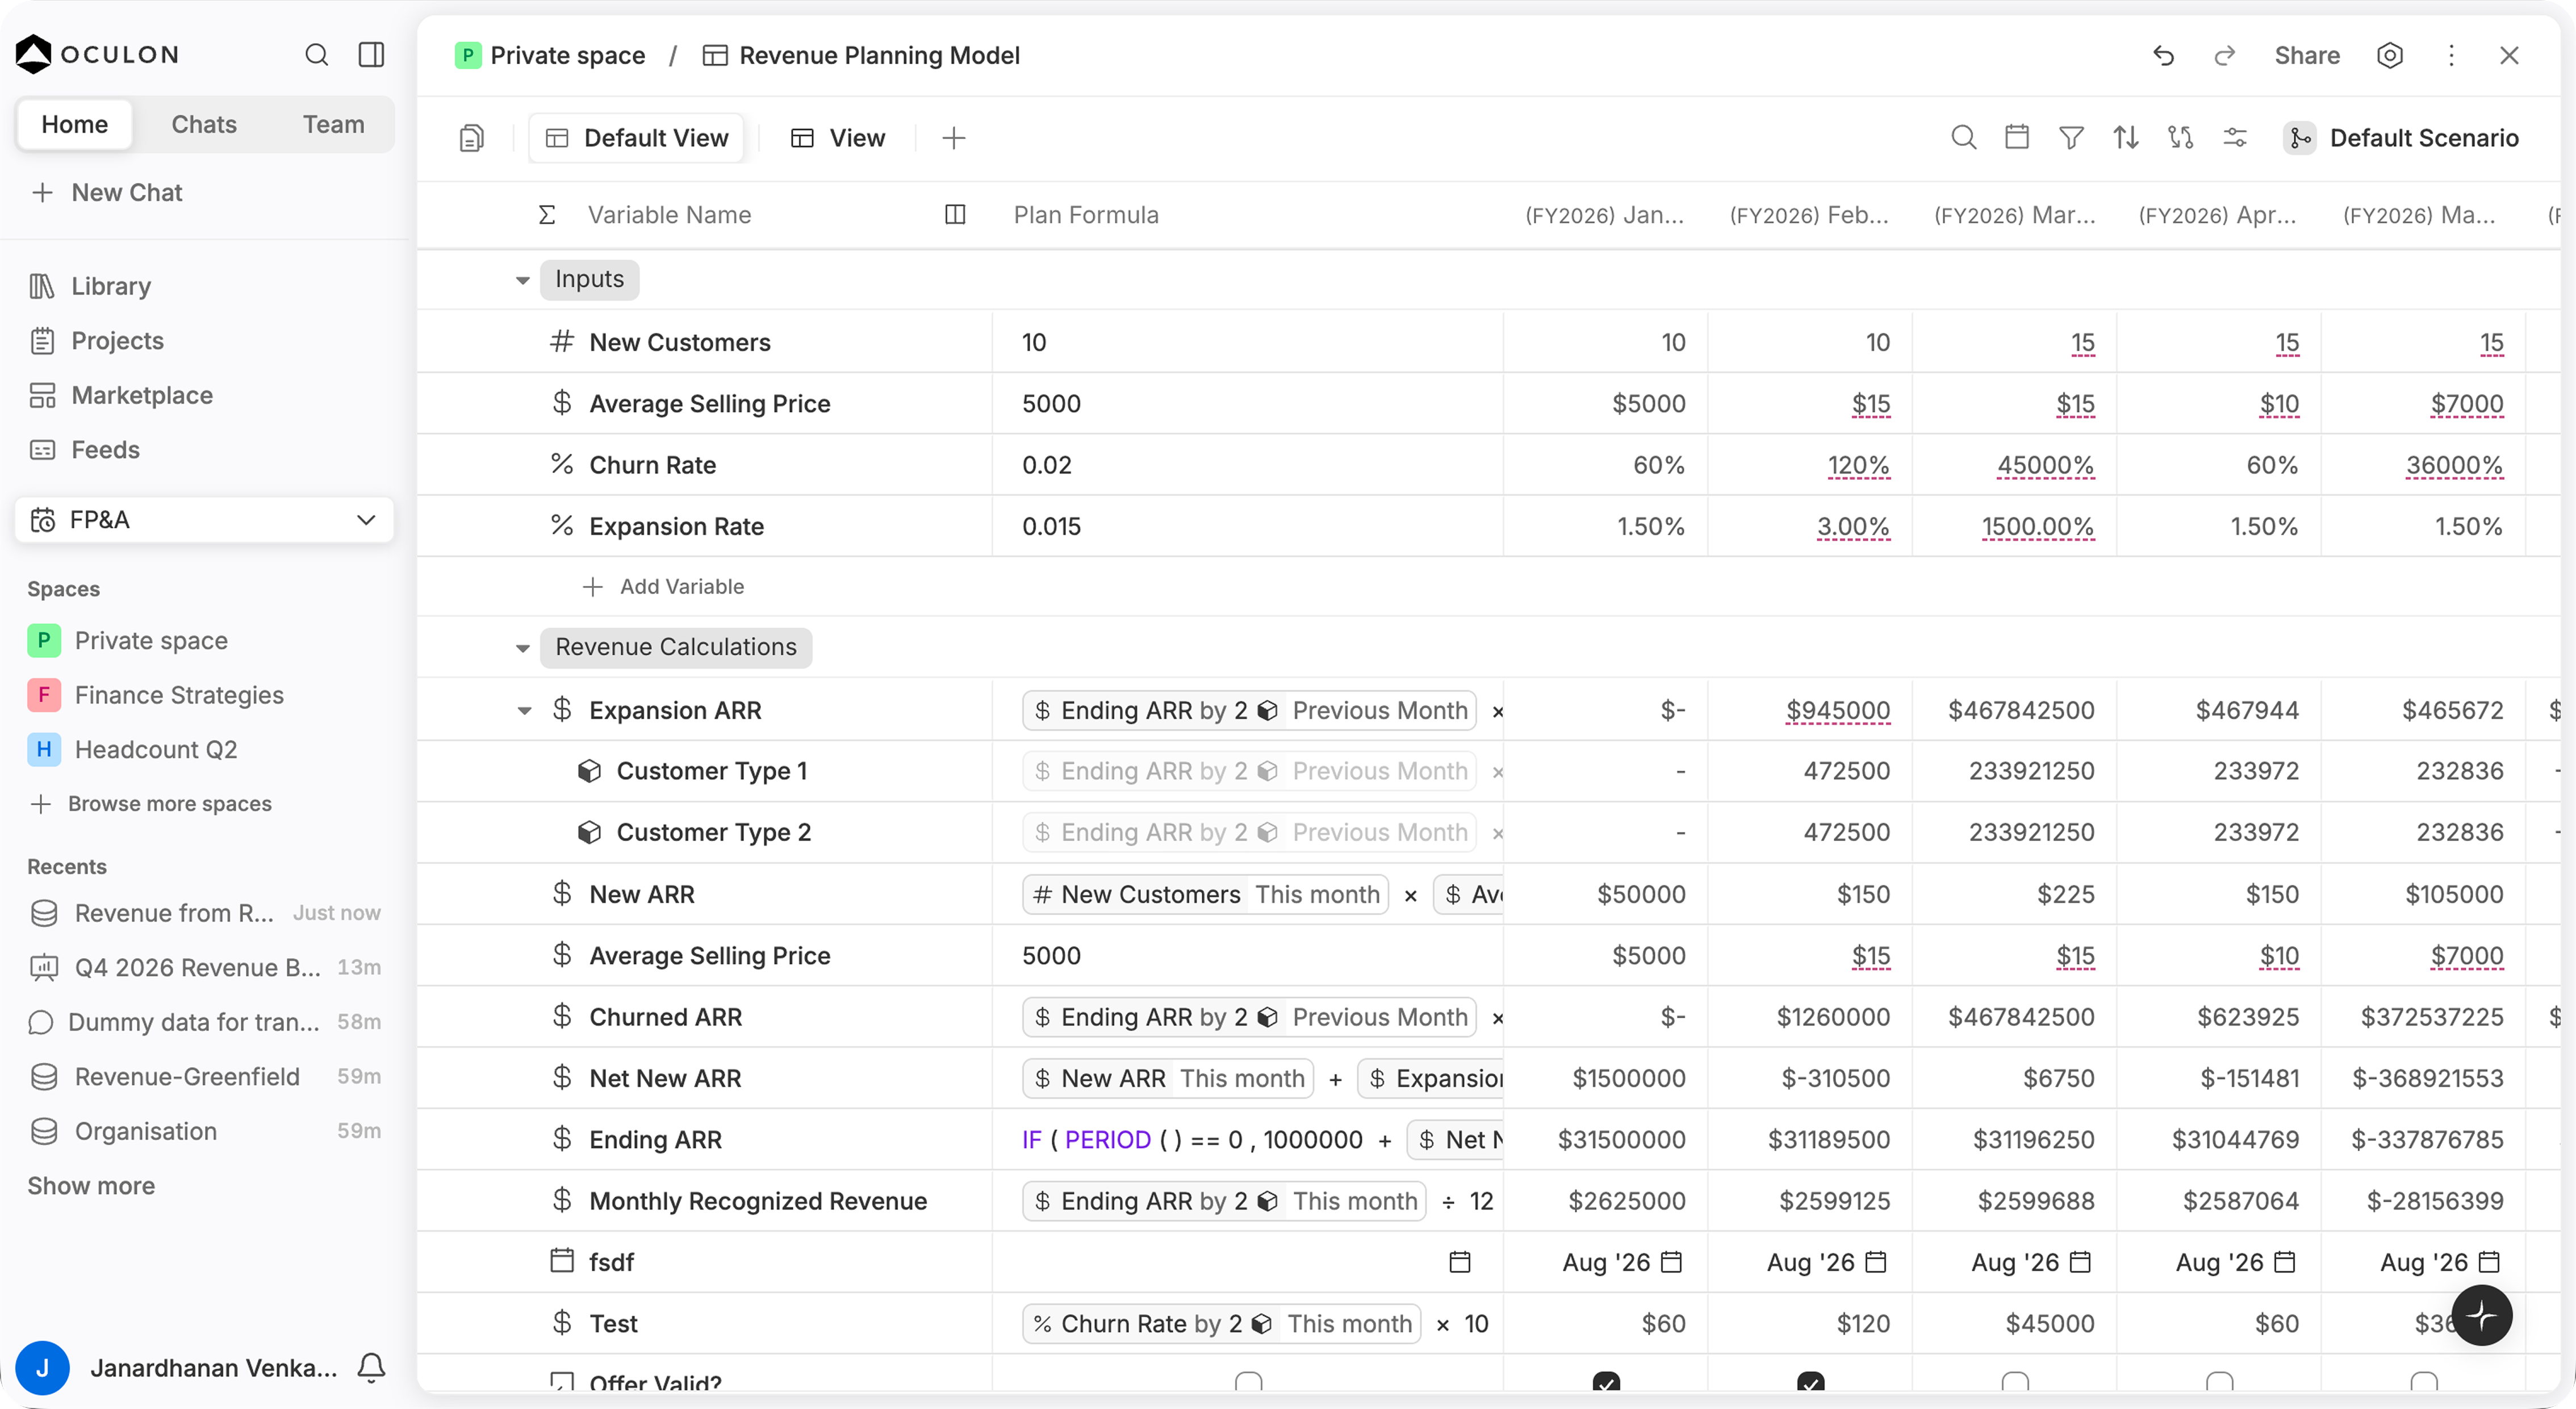 OCULON
Home Chats Team
New Chat
Library
Projects
Marketplace
Feeds
FP&A
Spaces
P Private space
F Finance Strategies
H Headcount Q2
Browse more spaces
Recents
Revenue from R... Just now
Q4 2026 Revenue B... 13m
Dummy data for tran... 58m
Revenue-Greenfield 59m
Organisation 59m
Show more
J Janardhanan Venka...
P Private space / Revenue Planning Model Share
Default View View Default Scenario
Σ Variable Name Plan Formula (FY2026) Jan... (FY2026) Feb... (FY2026) Mar... (FY2026) Apr... (FY2026) Ma...
Inputs
# New Customers 10 10 10 15 15 15
$ Average Selling Price 5000 $5000 $15 $15 $10 $7000
% Churn Rate 0.02 60% 120% 45000% 60% 36000%
% Expansion Rate 0.015 1.50% 3.00% 1500.00% 1.50% 1.50%
Add Variable
Revenue Calculations
$ Expansion ARR $ Ending ARR by 2 Previous Month × $- $945000 $467842500 $467944 $465672 $
Customer Type 1 $ Ending ARR by 2 Previous Month × - 472500 233921250 233972 232836 -
Customer Type 2 $ Ending ARR by 2 Previous Month × - 472500 233921250 233972 232836 -
$ New ARR # New Customers This month × $ Ave $50000 $150 $225 $150 $105000
$ Average Selling Price 5000 $5000 $15 $15 $10 $7000
$ Churned ARR $ Ending ARR by 2 Previous Month × $- $1260000 $467842500 $623925 $372537225 $
$ Net New ARR $ New ARR This month + $ Expansion $1500000 $-310500 $6750 $-151481 $-368921553
$ Ending ARR IF ( PERIOD ( ) == 0 , 1000000 + $ Net N $31500000 $31189500 $31196250 $31044769 $-337876785
$ Monthly Recognized Revenue $ Ending ARR by 2 This month ÷ 12 $2625000 $2599125 $2599688 $2587064 $-28156399
fsdf Aug '26 Aug '26 Aug '26 Aug '26 Aug '26
$ Test % Churn Rate by 2 This month × 10 $60 $120 $45000 $60 $36
Offer Valid?